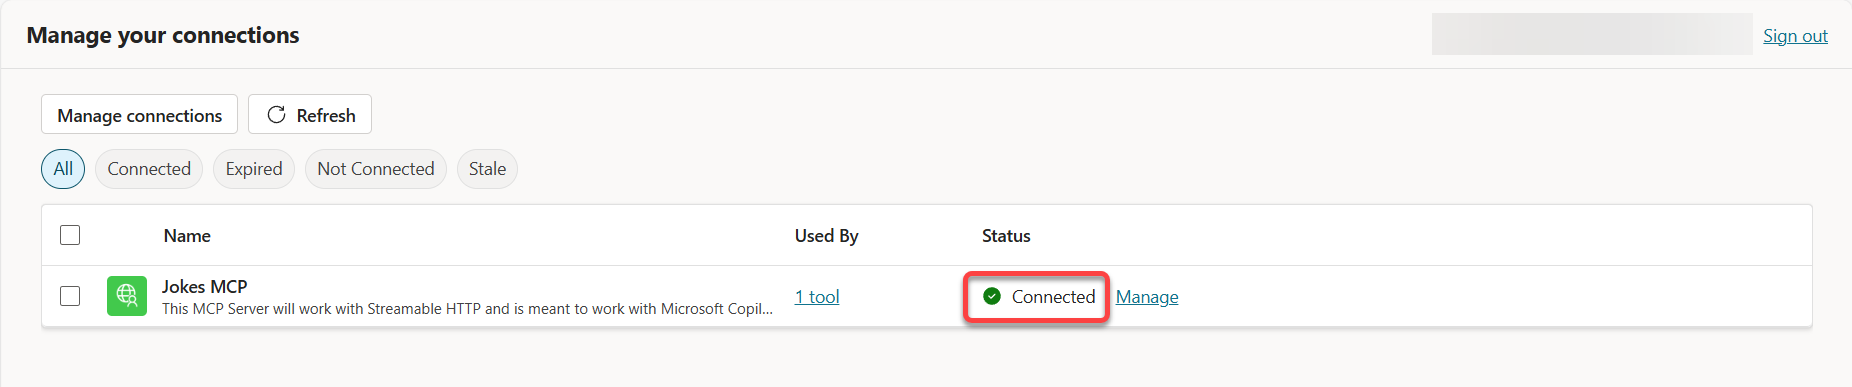 Manage your connections
Sign out
Manage connections
Refresh
All
Connected
Expired
Not Connected
Stale
Name
Used By
Status
Jokes MCP
This MCP Server will work with Streamable HTTP and is meant to work with Microsoft Copil...
1 tool
Connected
Manage